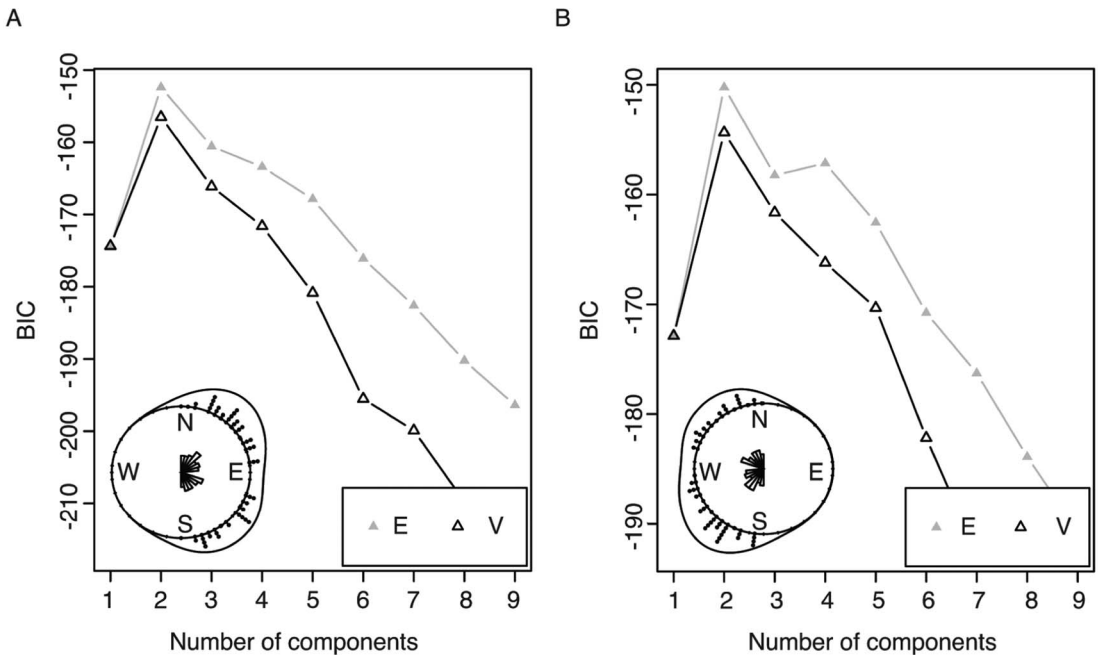 A
BIC
-150
-160
-170
-180
-190
-200
-210
N
W E
S
E V
1 2 3 4 5 6 7 8 9
Number of components
B
BIC
-150
-160
-170
-180
-190
N
W E
S
E V
1 2 3 4 5 6 7 8 9
Number of components